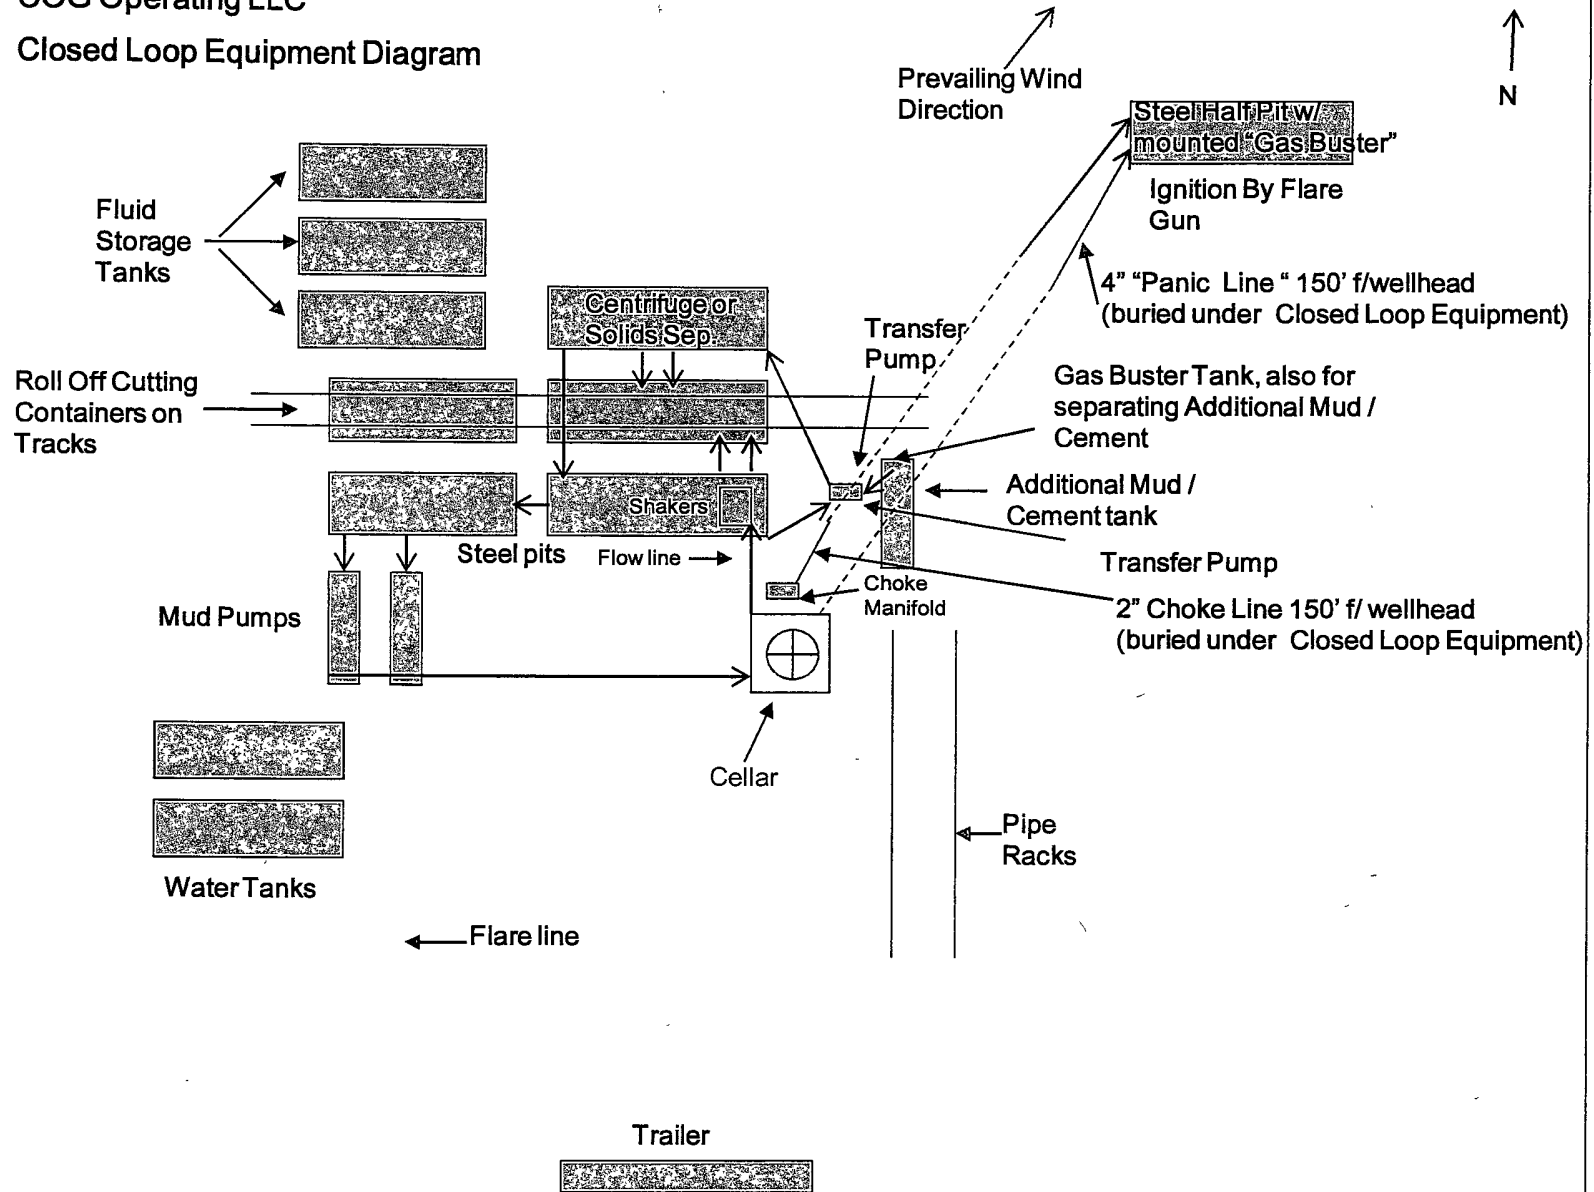 COG Operating LLC
Closed Loop Equipment Diagram
Prevailing Wind
Direction
N
Steel Half Pit w/
mounted “Gas Buster”
Ignition By Flare
Gun
Fluid
Storage
Tanks
4” “Panic Line “ 150’ f/wellhead
(buried under Closed Loop Equipment)
Centrifuge or
Solids Sep.
Transfer
Pump
Roll Off Cutting
Containers on
Tracks
Gas Buster Tank, also for
separating Additional Mud /
Cement
Additional Mud /
Cement tank
Shakers
Steel pits
Flow line
Transfer Pump
Choke
Manifold
2” Choke Line 150’ f/ wellhead
(buried under Closed Loop Equipment)
Mud Pumps
Cellar
Pipe
Racks
Water Tanks
Flare line
Trailer